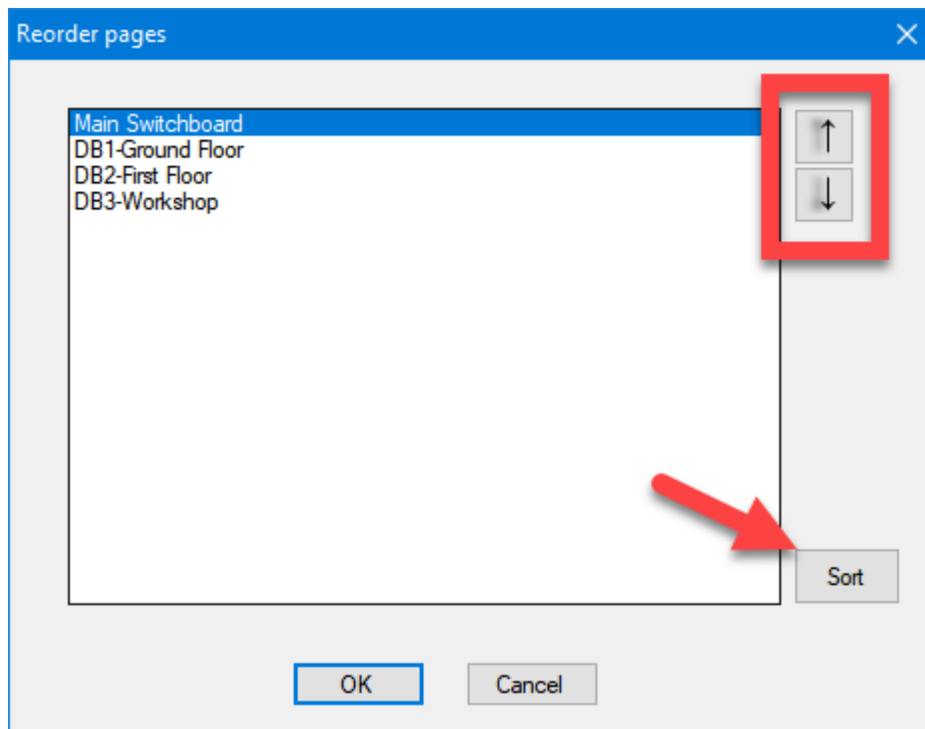 Reorder pages
Main Switchboard
DB1-Ground Floor
DB2-First Floor
DB3-Workshop
Sort
OK
Cancel